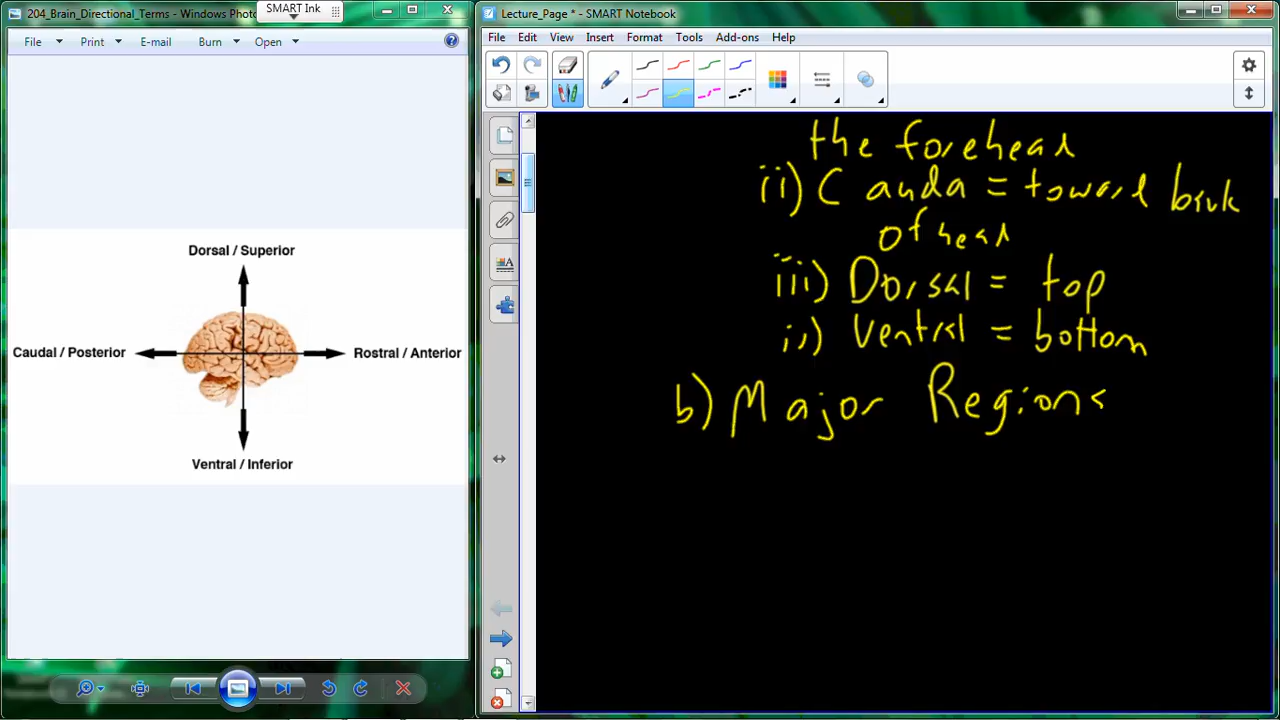 204_Brain_Directional_Terms - Windows Photo
SMART Ink
File Print E-mail Burn Open
Dorsal / Superior
Caudal / Posterior
Rostral / Anterior
Ventral / Inferior
Lecture_Page * - SMART Notebook
File Edit View Insert Format Tools Add-ons Help
the forehead
ii) Cauda = toward back
of head
iii) Dorsal = top
iv) Ventral = bottom
b) Major Regions